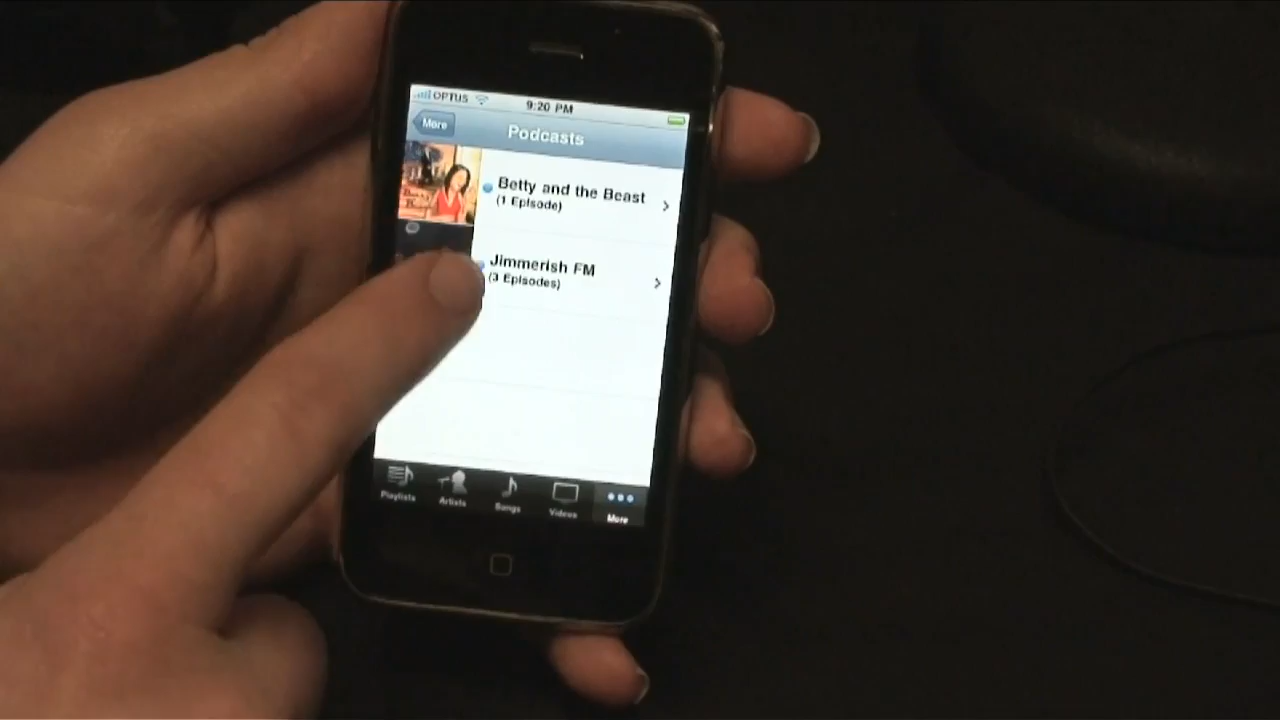 OPTUS 9:20 PM
More Podcasts
Betty and the Beast
(1 Episode)
Jimmerish FM
(3 Episodes)
Playlists Artists Songs Videos More